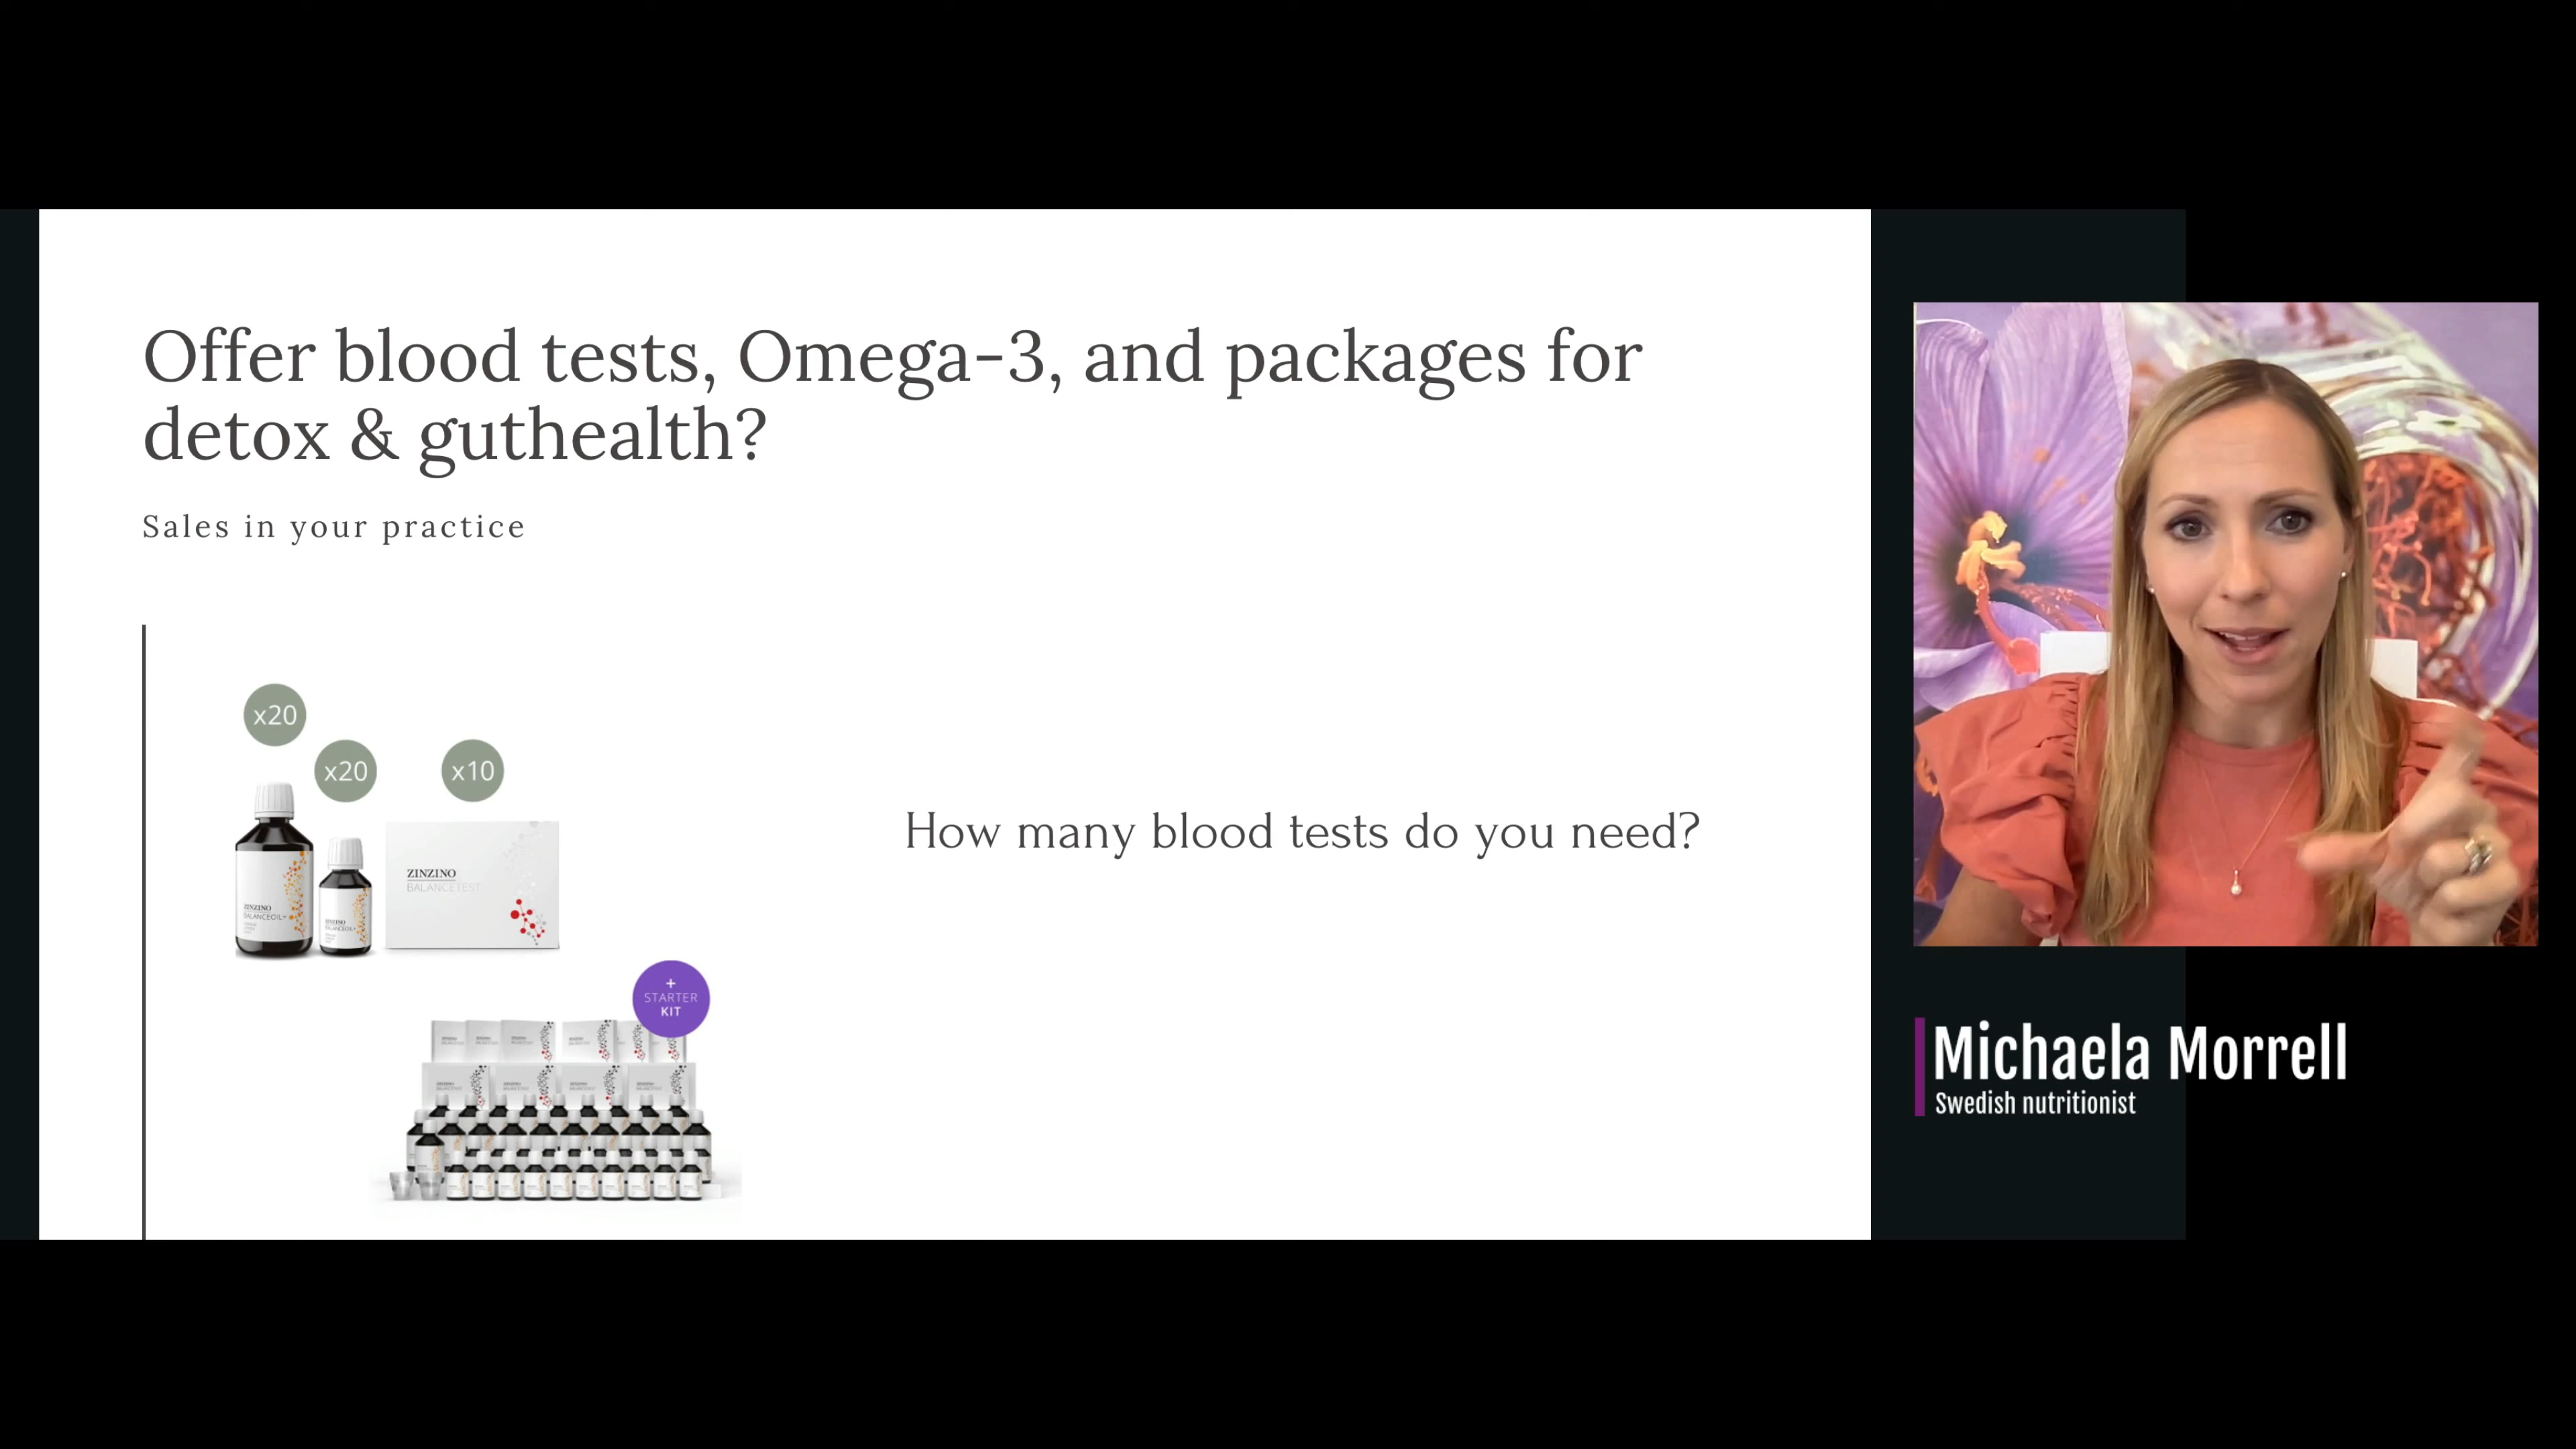 Offer blood tests, Omega-3, and packages for
detox & guthealth?
Sales in your practice
x20
x20
x10
ZINZINO
BALANCETEST
ZINZINO
BALANCEOIL+
ZINZINO
BALANCEOIL+
How many blood tests do you need?
+
STARTER
KIT
Michaela Morrell
Swedish nutritionist